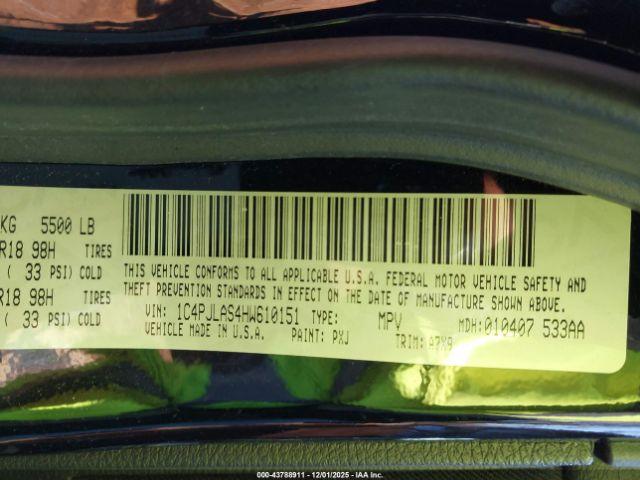 KG 5500 LB
R18 98H TIRES
( 33 PSI) COLD
R18 98H TIRES
( 33 PSI) COLD
THIS VEHICLE CONFORMS TO ALL APPLICABLE U.S.A. FEDERAL MOTOR VEHICLE SAFETY AND
THEFT PREVENTION STANDARDS IN EFFECT ON THE DATE OF MANUFACTURE SHOWN ABOVE.
VIN: 1C4PJLAS4HW610151 TYPE: MPV MDH: 010407 533AA
VEHICLE MADE IN U.S.A. PAINT: PXJ TRIM: A7X9
00-43788911 - 12/01/2025 - IAA Inc.